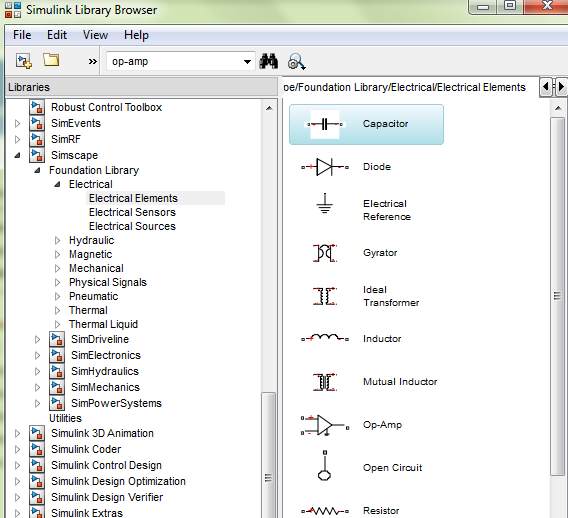 Simulink Library Browser
File Edit View Help
» op-amp
Libraries
pe/Foundation Library/Electrical/Electrical Elements
Robust Control Toolbox
SimEvents
SimRF
Simscape
Foundation Library
Electrical
Electrical Elements
Electrical Sensors
Electrical Sources
Hydraulic
Magnetic
Mechanical
Physical Signals
Pneumatic
Thermal
Thermal Liquid
SimDriveline
SimElectronics
SimHydraulics
SimMechanics
SimPowerSystems
Utilities
Simulink 3D Animation
Simulink Coder
Simulink Control Design
Simulink Design Optimization
Simulink Design Verifier
Simulink Extras
Capacitor
Diode
Electrical
Reference
Gyrator
Ideal
Transformer
Inductor
Mutual Inductor
Op-Amp
Open Circuit
Resistor